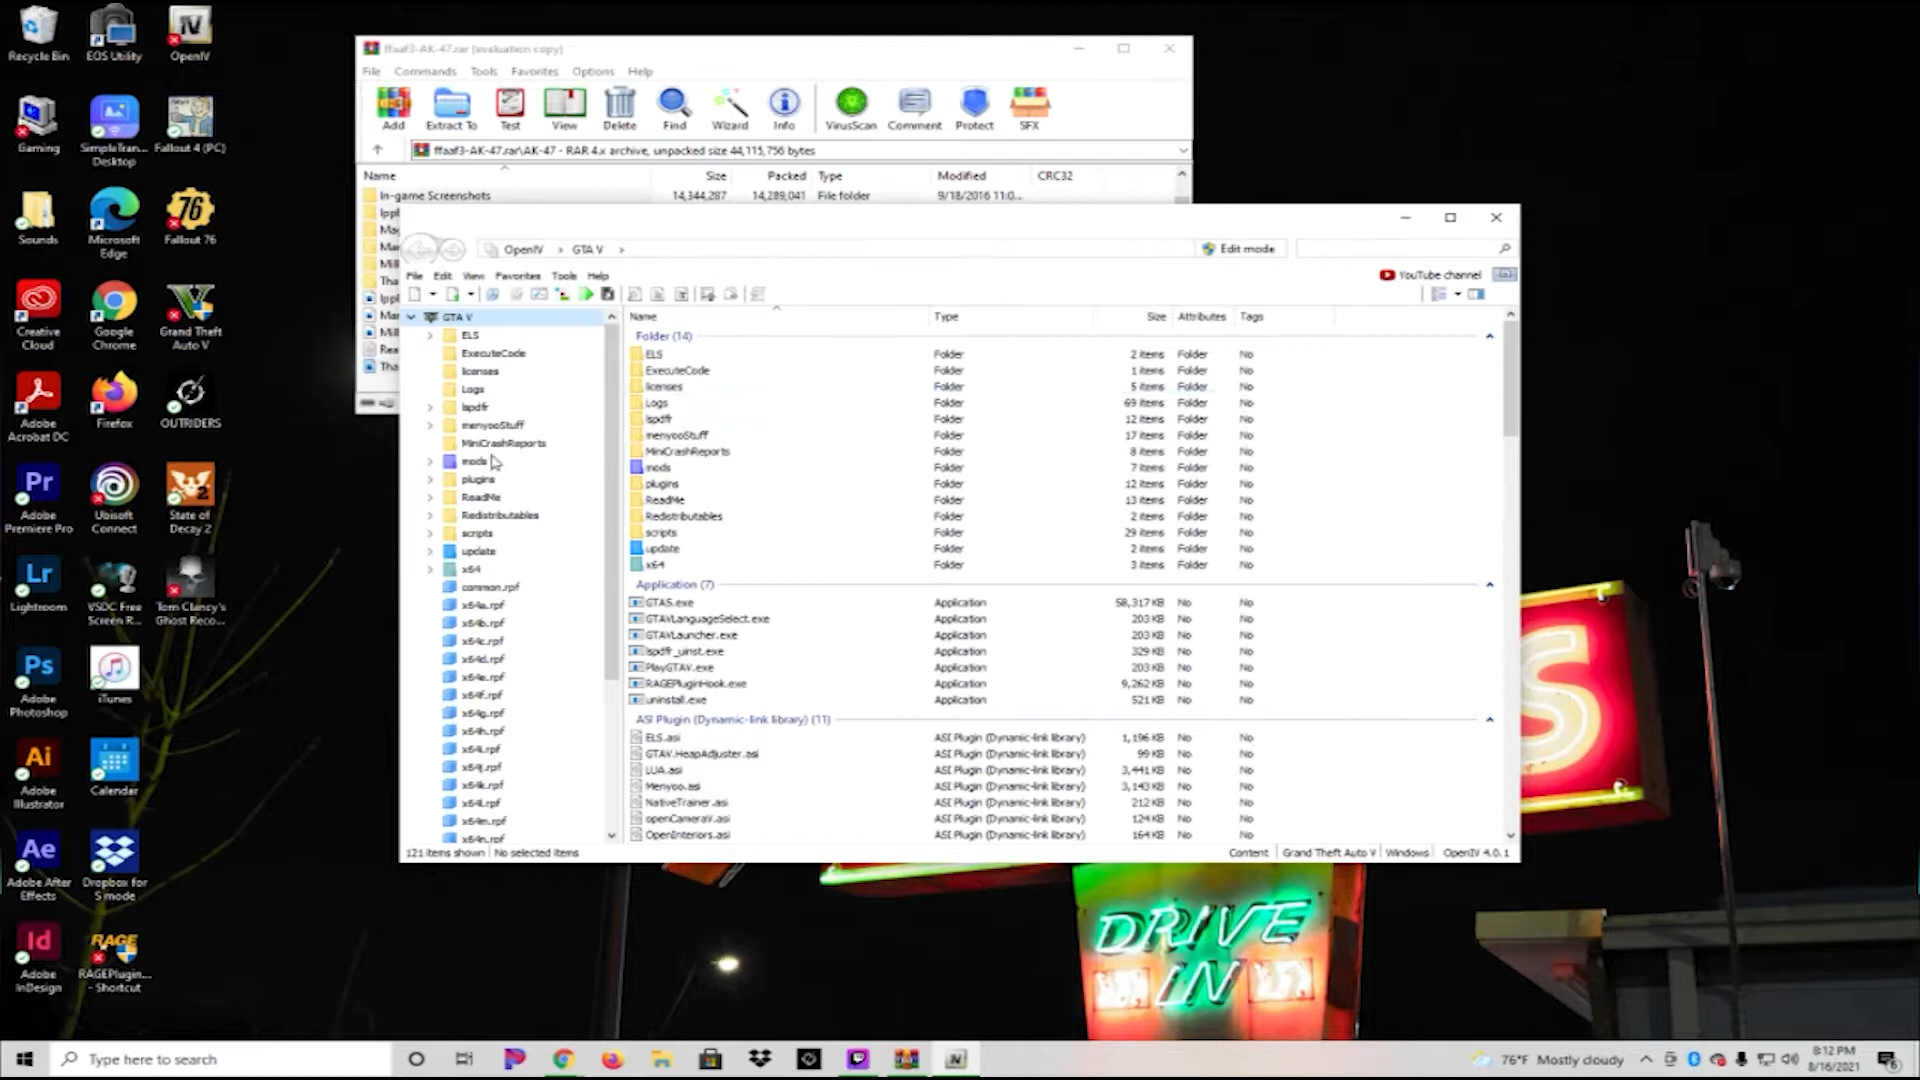 Recycle Bin
EOS Utility
OpenIV
Gaming
SimpleTran... Desktop
Fallout 4 (PC)
Sounds
Microsoft Edge
Fallout 76
Creative Cloud
Google Chrome
Grand Theft Auto V
Adobe Acrobat DC
Firefox
OUTRIDERS
Adobe Premiere Pro
Ubisoft Connect
State of Decay 2
Lightroom
VSDC Free Screen R...
Tom Clancy's Ghost Reco...
Adobe Photoshop
iTunes
Adobe Illustrator
Calendar
Adobe After Effects
Dropbox for S mode
Adobe InDesign
RAGEPlugin... - Shortcut
ffaaf3-AK-47.rar (evaluation copy)
File Commands Tools Favorites Options Help
Add Extract To Test View Delete Find Wizard Info VirusScan Comment Protect SFX
ffaaf3-AK-47.rar\AK-47 - RAR 4.x archive, unpacked size 44,115,756 bytes
Name Size Packed Type Modified CRC32
In-game Screenshots 14,344,287 14,289,041 File folder 9/18/2016 11:0...
OpenIV > GTA V >
Edit mode
File Edit View Favorites Tools Help
YouTube channel
GTA V
ELS
ExecuteCode
licenses
Logs
lspdfr
menyooStuff
MiniCrashReports
mods
plugins
ReadMe
Redistributables
scripts
update
x64
common.rpf
x64a.rpf
x64b.rpf
x64c.rpf
x64d.rpf
x64e.rpf
x64f.rpf
x64g.rpf
x64h.rpf
x64i.rpf
x64j.rpf
x64k.rpf
x64l.rpf
x64m.rpf
x64n.rpf
Name Type Size Attributes Tags
Folder (14)
ELS Folder 2 items Folder No
ExecuteCode Folder 1 items Folder No
licenses Folder 5 items Folder No
Logs Folder 69 items Folder No
lspdfr Folder 12 items Folder No
menyooStuff Folder 17 items Folder No
MiniCrashReports Folder 8 items Folder No
mods Folder 7 items Folder No
plugins Folder 12 items Folder No
ReadMe Folder 13 items Folder No
Redistributables Folder 2 items Folder No
scripts Folder 29 items Folder No
update Folder 2 items Folder No
x64 Folder 3 items Folder No
Application (7)
GTA5.exe Application 58,317 KB No No
GTAVLanguageSelect.exe Application 203 KB No No
GTAVLauncher.exe Application 203 KB No No
lspdfr_uinst.exe Application 329 KB No No
PlayGTAV.exe Application 203 KB No No
RAGEPluginHook.exe Application 9,262 KB No No
uninstall.exe Application 521 KB No No
ASI Plugin (Dynamic-link library) (11)
ELS.asi ASI Plugin (Dynamic-link library) 1,196 KB No No
GTAV.HeapAdjuster.asi ASI Plugin (Dynamic-link library) 99 KB No No
LUA.asi ASI Plugin (Dynamic-link library) 3,441 KB No No
Menyoo.asi ASI Plugin (Dynamic-link library) 3,143 KB No No
NativeTrainer.asi ASI Plugin (Dynamic-link library) 212 KB No No
openCameraV.asi ASI Plugin (Dynamic-link library) 124 KB No No
OpenInteriors.asi ASI Plugin (Dynamic-link library) 164 KB No No
121 items shown No selected items
Content Grand Theft Auto V Windows OpenIV 4.0.1
S
DRIVE
IN
Type here to search
76°F Mostly cloudy
8:12 PM
8/16/2021
6